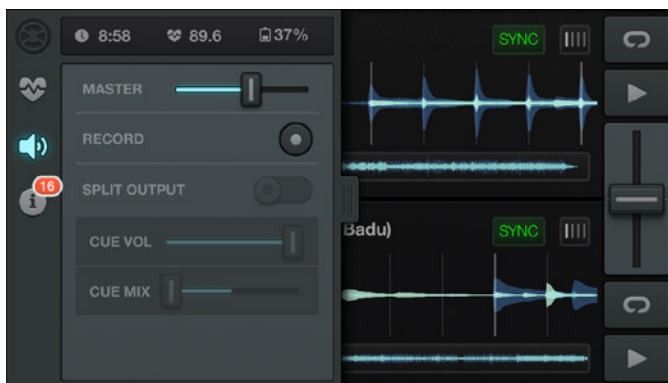 8:58 89.6 37%
MASTER
RECORD
SPLIT OUTPUT
CUE VOL
CUE MIX
16
SYNC
Badu)
SYNC